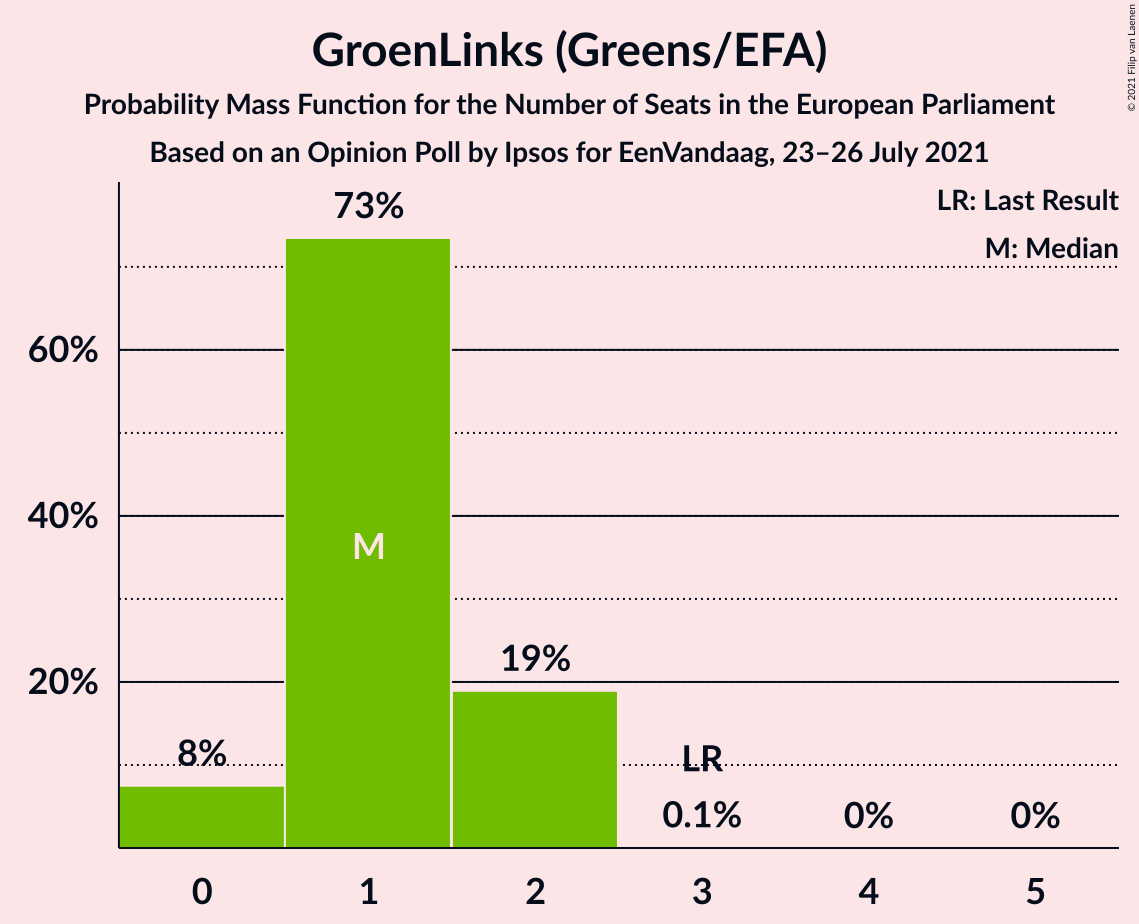 GroenLinks (Greens/EFA)
Probability Mass Function for the Number of Seats in the European Parliament
Based on an Opinion Poll by Ipsos for EenVandaag, 23–26 July 2021
© 2021 Filip van Laenen
LR: Last Result
M: Median
73%
60%
40%
M
19%
20%
8%
LR
0.1%
0%
0%
0
1
2
3
4
5